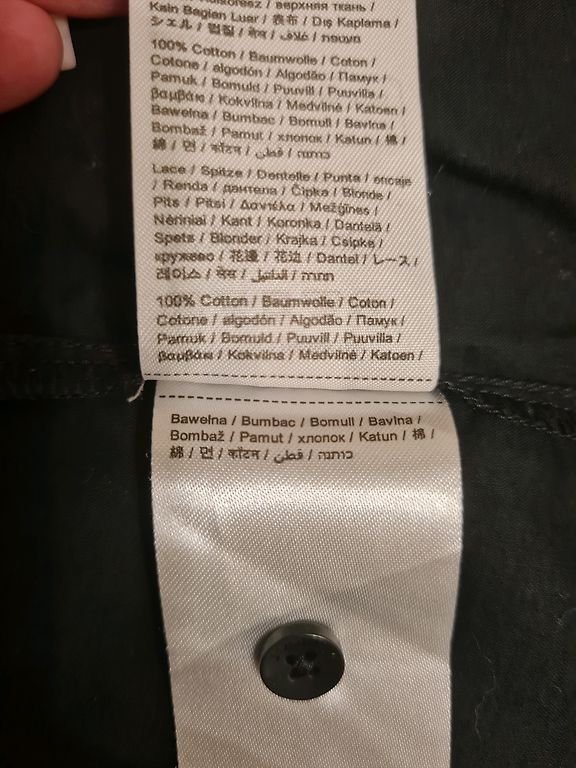 верхняя ткань /
Kain Bagian Luar / 表布 / Dış Kaplama /
シェル / 겉질 / सेल / غلاف / מעטפת
100% Cotton / Baumwolle / Coton /
Cotone / algodón / Algodão / Памук /
Pamuk / Bomuld / Puuvill / Puuvilla /
βαμβάκι / Kokvilna / Medvilnė / Katoen /
Bawełna / Bumbac / Bomull / Bavlna /
Bombaž / Pamut / хлопок / Katun / 棉 /
綿 / 면 / कॉटन / قطن / כותנה
Lace / Spitze / Dentelle / Punta / encaje
/ Renda / дантела / Čipka / Blonde /
Pits / Pitsi / Δαντέλα / Mežģīnes /
Nėriniai / Kant / Koronka / Dantelă /
Spets / Blonder / Krajka / Csipke /
кружево / 花邊 / 花边 / Dantel / レース /
레이스 / लेस / الدانتيل / תחרה
100% Cotton / Baumwolle / Coton /
Cotone / algodón / Algodão / Памук /
Pamuk / Bomuld / Puuvill / Puuvilla /
βαμβάκι / Kokvilna / Medvilnė / Katoen /
Bawełna / Bumbac / Bomull / Bavlna /
Bombaž / Pamut / хлопок / Katun / 棉 /
綿 / 면 / कॉटन / قطن / כותנה